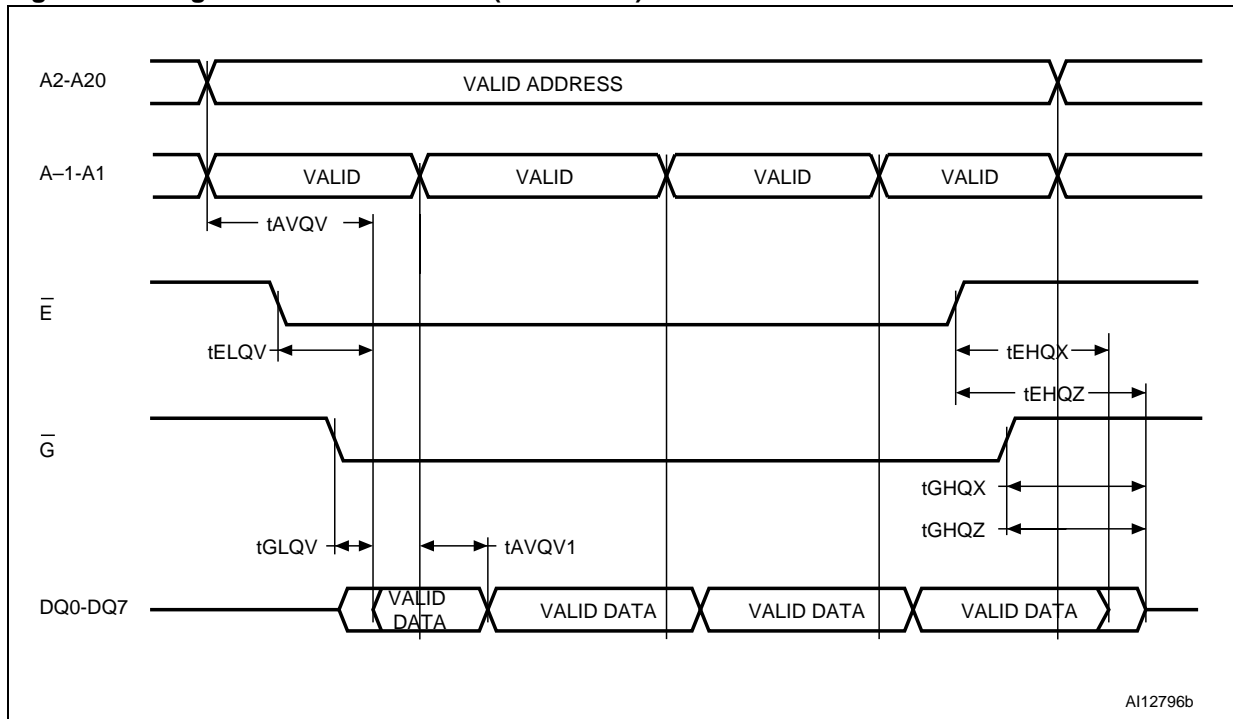 A2-A20
VALID ADDRESS
A–1-A1
VALID VALID VALID VALID
tAVQV
E
tELQV
tEHQX
tEHQZ
G
tGHQX
tGHQZ
tGLQV
tAVQV1
DQ0-DQ7
VALID DATA
VALID DATA
VALID DATA
VALID DATA
AI12796b